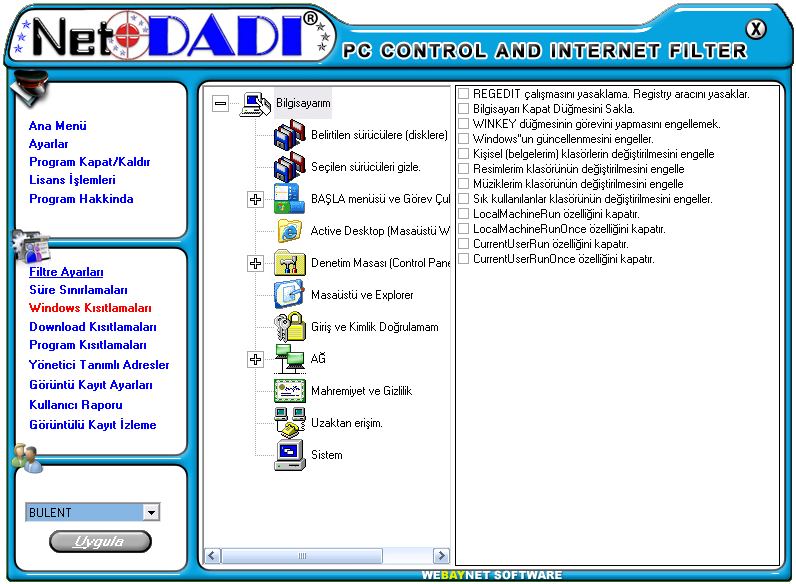 Net DADI ®
PC CONTROL AND INTERNET FILTER
X
Ana Menü
Ayarlar
Program Kapat/Kaldır
Lisans İşlemleri
Program Hakkında
Filtre Ayarları
Süre Sınırlamaları
Windows Kısıtlamaları
Download Kısıtlamaları
Program Kısıtlamaları
Yönetici Tanımlı Adresler
Görüntü Kayıt Ayarları
Kullanıcı Raporu
Görüntülü Kayıt İzleme
BULENT
Uygula
Bilgisayarım
Belirtilen sürücülere (disklere)
Seçilen sürücüleri gizle.
BAŞLA menüsü ve Görev Çul
Active Desktop (Masaüstü W
Denetim Masası (Control Pane
Masaüstü ve Explorer
Giriş ve Kimlik Doğrulamam
AĞ
Mahremiyet ve Gizlilik
Uzaktan erişim.
Sistem
REGEDIT çalışmasını yasaklama. Registry aracını yasaklar.
Bilgisayarı Kapat Düğmesini Sakla.
WINKEY düğmesinin görevini yapmasını engellemek.
Windows''un güncellenmesini engeller.
Kişisel (belgelerim) klasörlerin değiştirilmesini engelle
Resimlerim klasörünün değiştirilmesini engelle
Müziklerim klasörünün değiştirilmesini engelle
Sık kullanılanlar klasörünün değiştirilmesini engeller.
LocalMachineRun özelliğini kapatır.
LocalMachineRunOnce özelliğini kapatır.
CurrentUserRun özelliğini kapatır.
CurrentUserRunOnce özelliğini kapatır.
WEBAYNET SOFTWARE